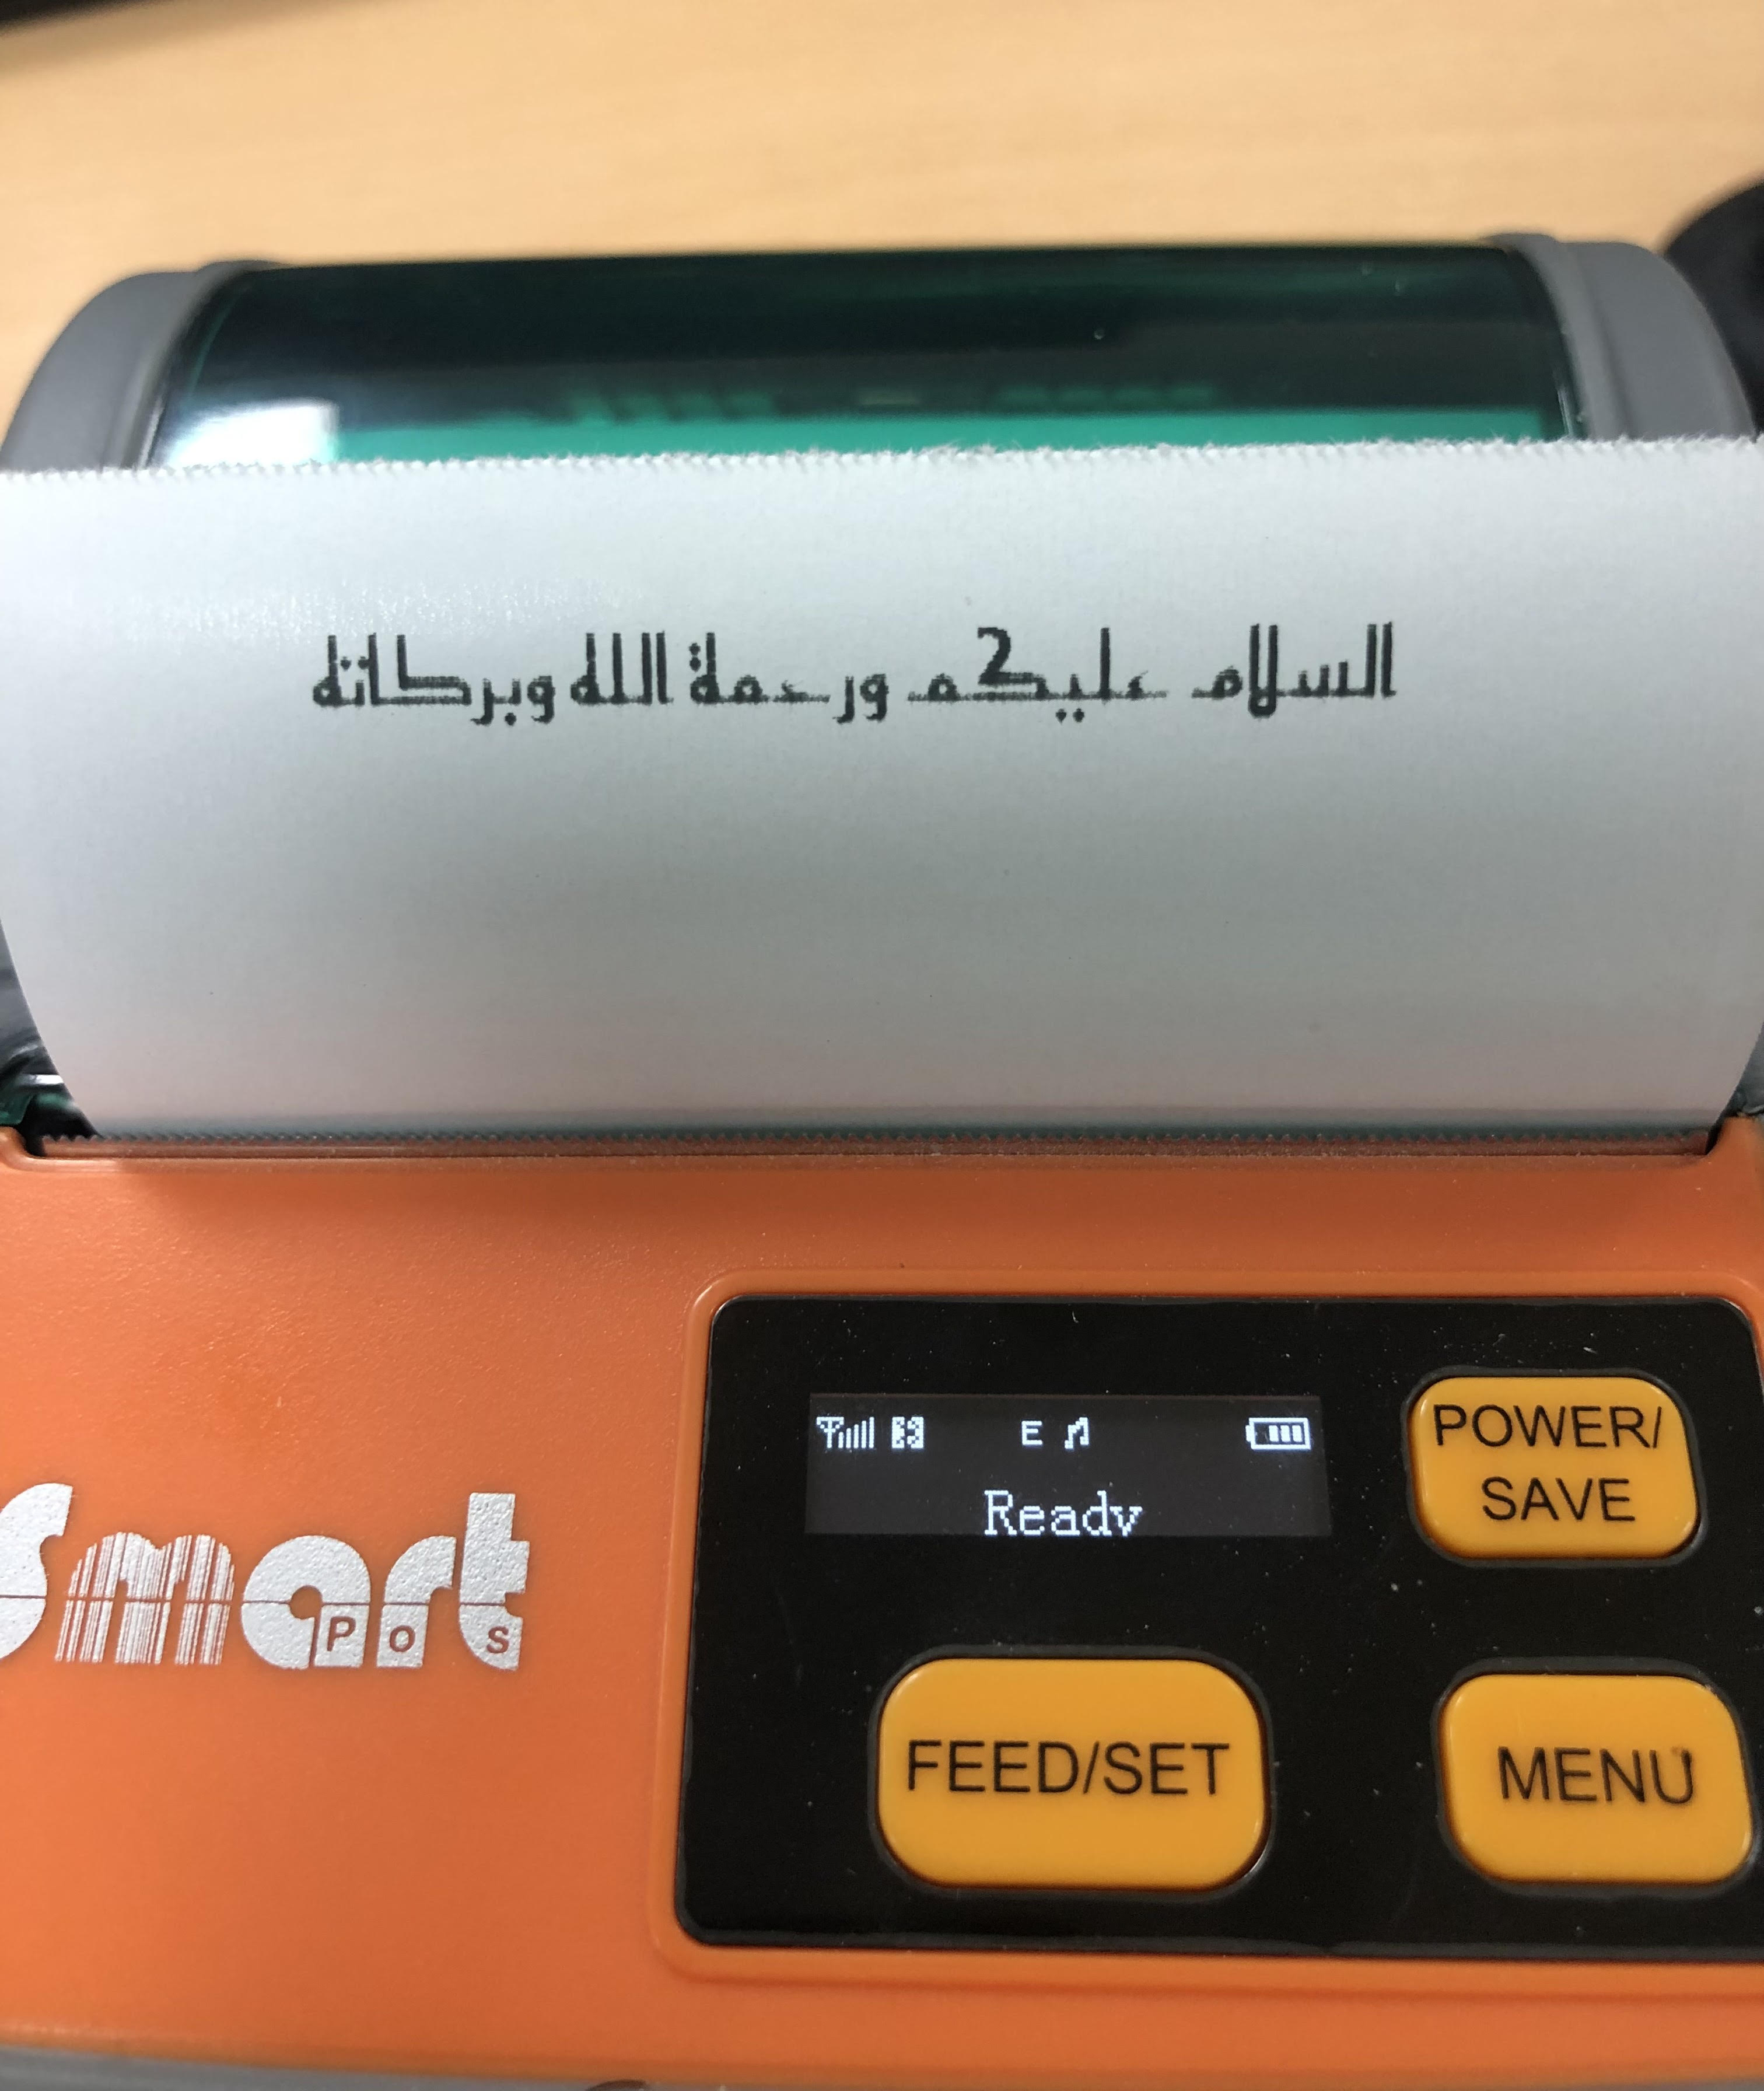 السلام عليكم ورحمة الله وبركاته
E
Ready
POWER/
SAVE
Smart
POS
FEED/SET
MENU